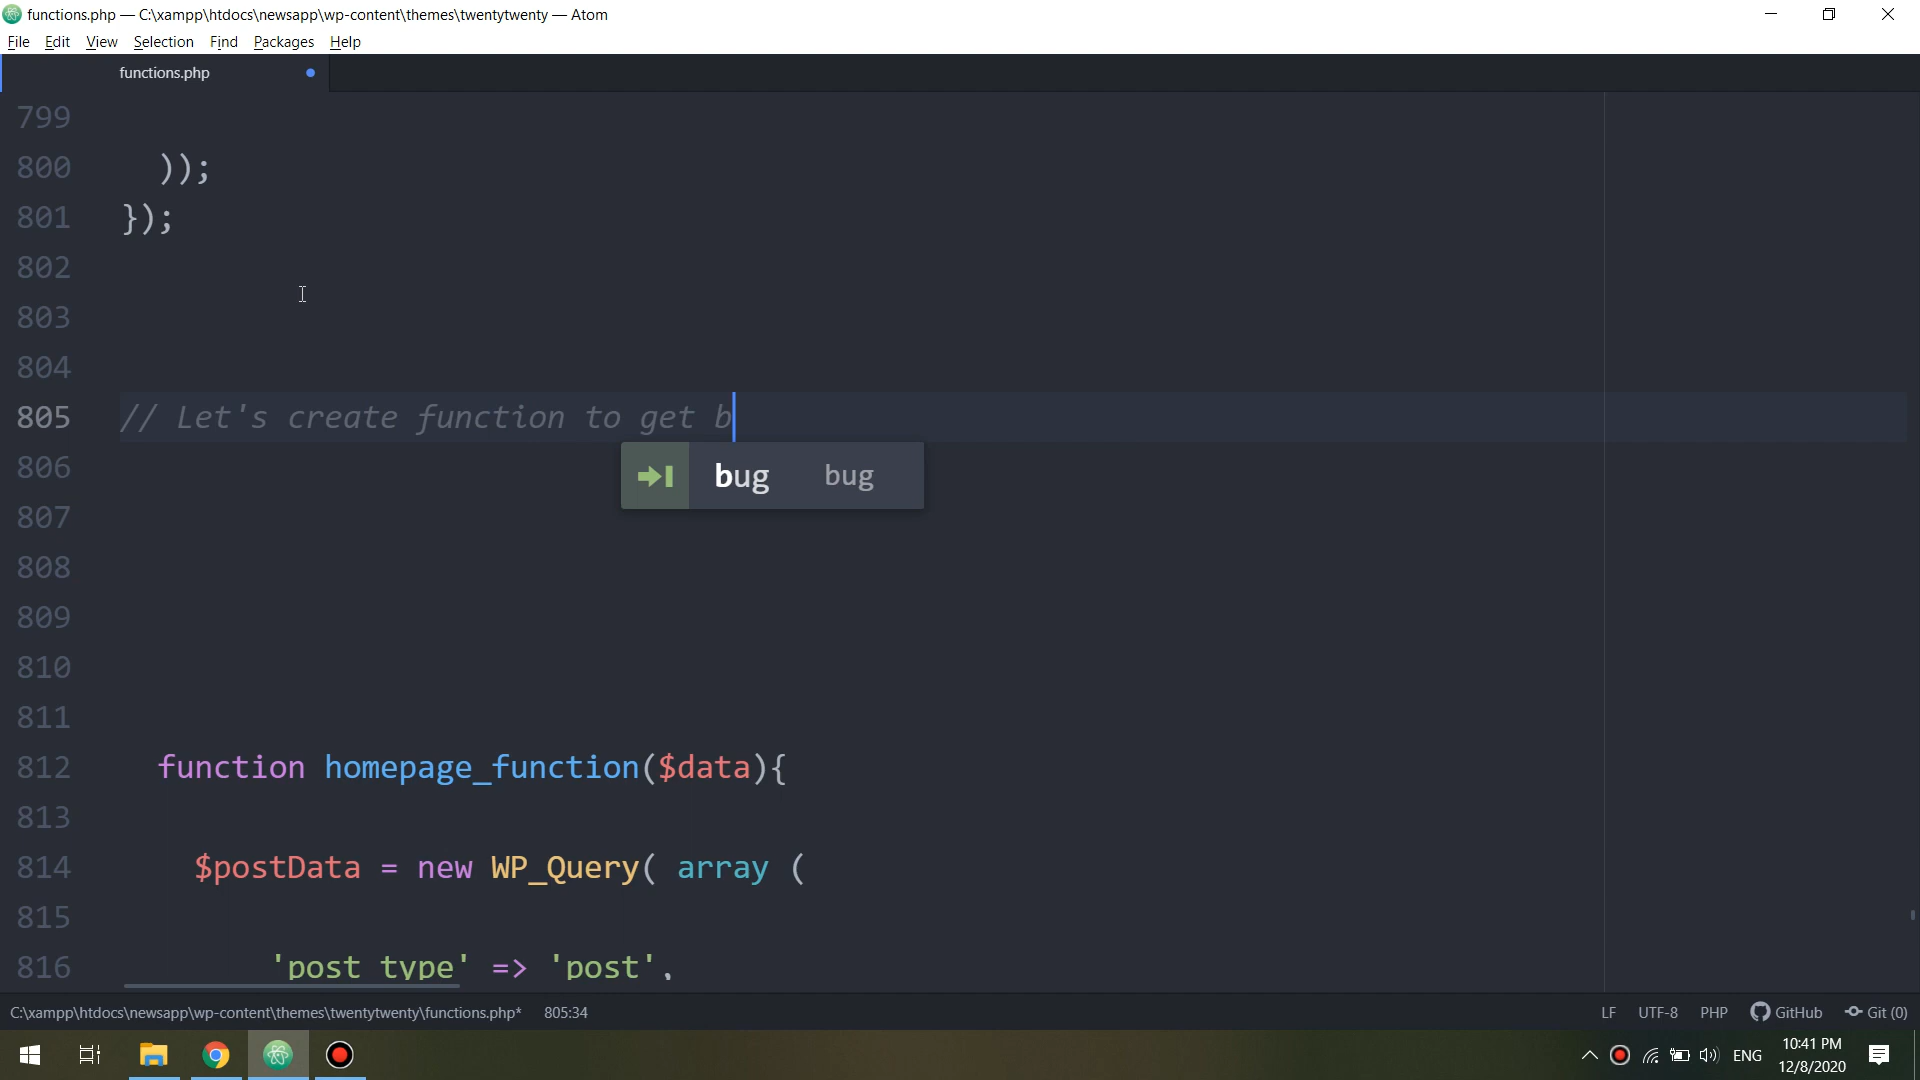 functions.php — C:\xampp\htdocs\newsapp\wp-content\themes\twentytwenty — Atom
File Edit View Selection Find Packages Help
functions.php
799
800 ));
801 });
802
803
804
805 // Let's create function to get b
bug bug
806
807
808
809
810
811
812 function homepage_function($data){
813
814 $postData = new WP_Query( array (
815
816 'post_type' => 'post',
C:\xampp\htdocs\newsapp\wp-content\themes\twentytwenty\functions.php* 805:34 LF UTF-8 PHP GitHub Git (0)
ENG 10:41 PM
12/8/2020